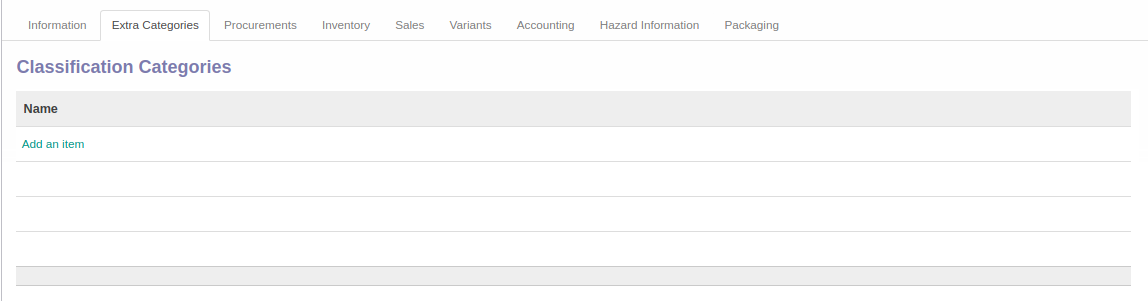 Information Extra Categories Procurements Inventory Sales Variants Accounting Hazard Information Packaging
Classification Categories
Name
Add an item